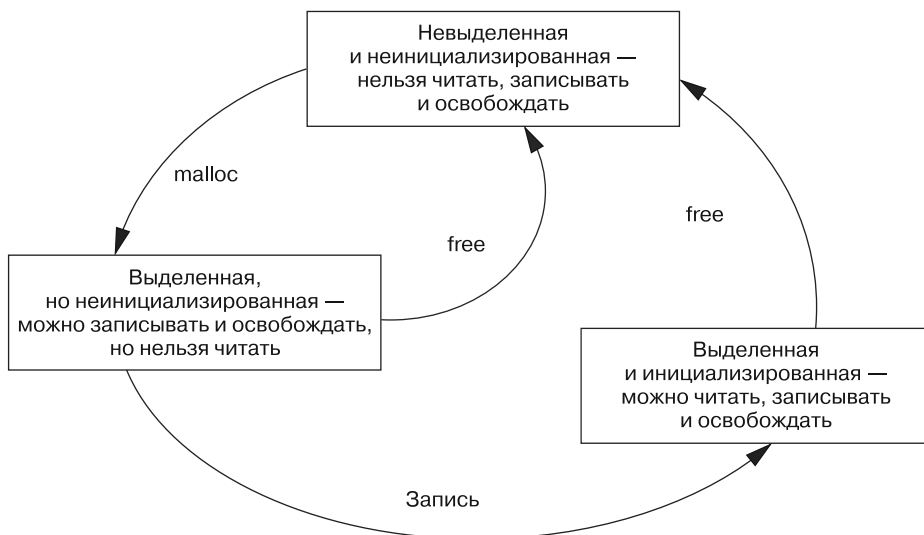 Невыделенная
и неинициализированная —
нельзя читать, записывать
и освобождать
malloc
free
free
Выделенная,
но неинициализированная —
можно записывать и освобождать,
но нельзя читать
Выделенная
и инициализированная —
можно читать, записывать
и освобождать
Запись